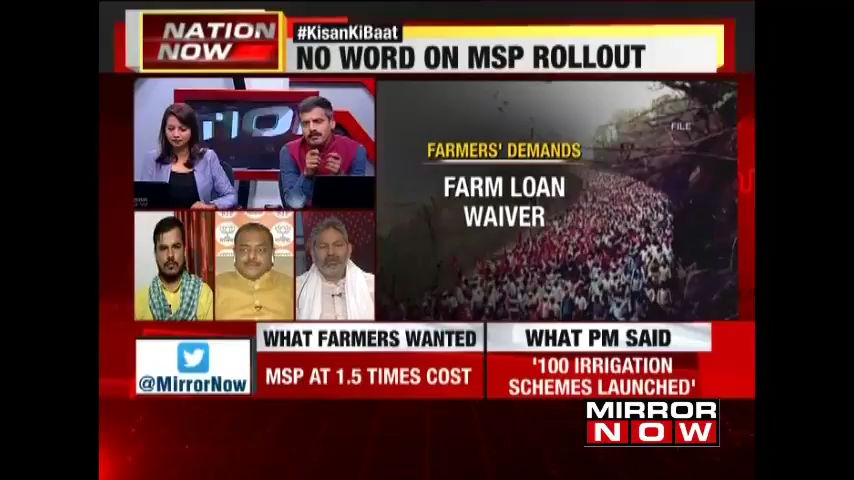 NATION
NOW
#KisanKiBaat
NO WORD ON MSP ROLLOUT
FILE
FARMERS' DEMANDS
FARM LOAN
WAIVER
@MirrorNow
WHAT FARMERS WANTED
MSP AT 1.5 TIMES COST
WHAT PM SAID
'100 IRRIGATION
SCHEMES LAUNCHED'
MIRROR
NOW